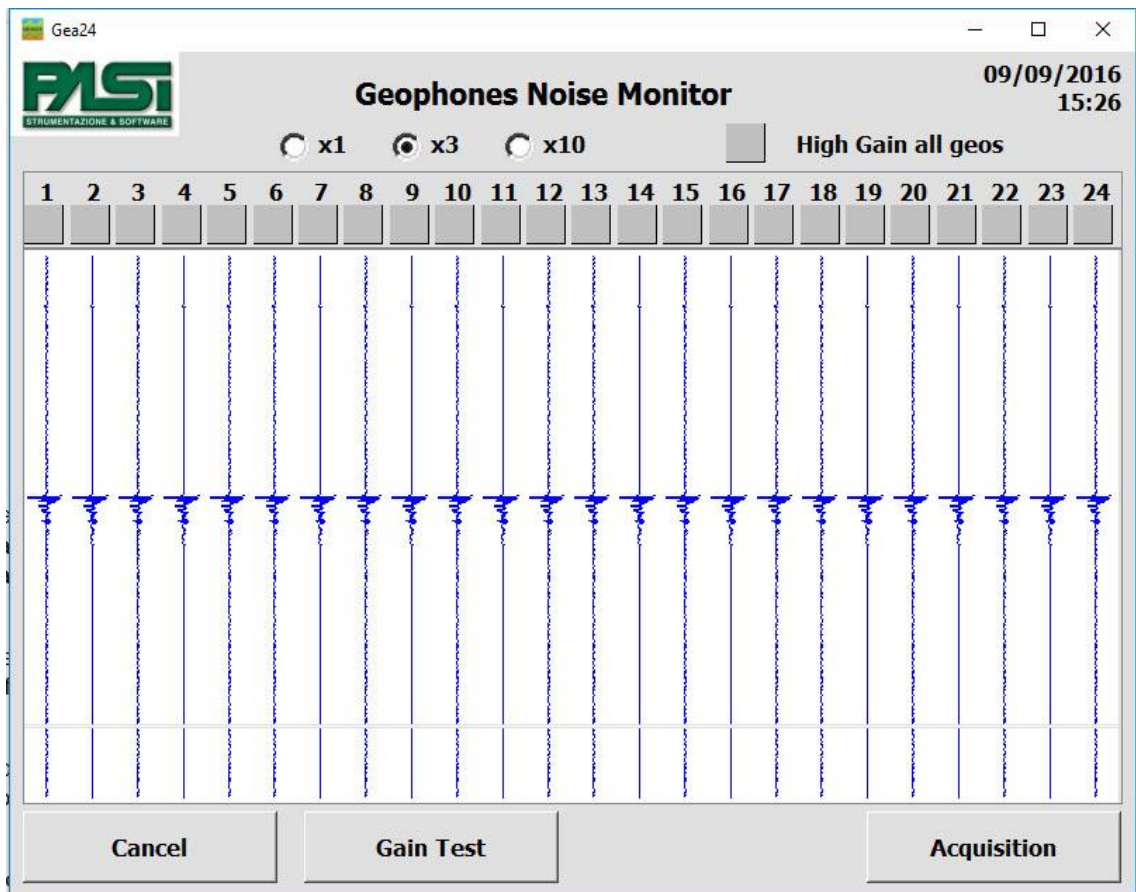 Gea24
PASI
STRUMENTAZIONE & SOFTWARE
Geophones Noise Monitor
09/09/2016
15:26
x1 x3 x10 High Gain all geos
1 2 3 4 5 6 7 8 9 10 11 12 13 14 15 16 17 18 19 20 21 22 23 24
Cancel Gain Test Acquisition